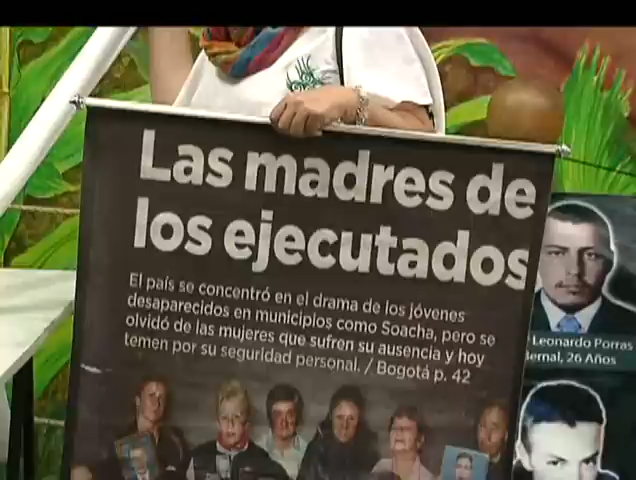 Las madres de
los ejecutados
El país se concentró en el drama de los jóvenes
desaparecidos en municipios como Soacha, pero se
olvidó de las mujeres que sufren su ausencia y hoy
temen por su seguridad personal. / Bogotá p. 42
Leonardo Porras
ernal, 26 Años